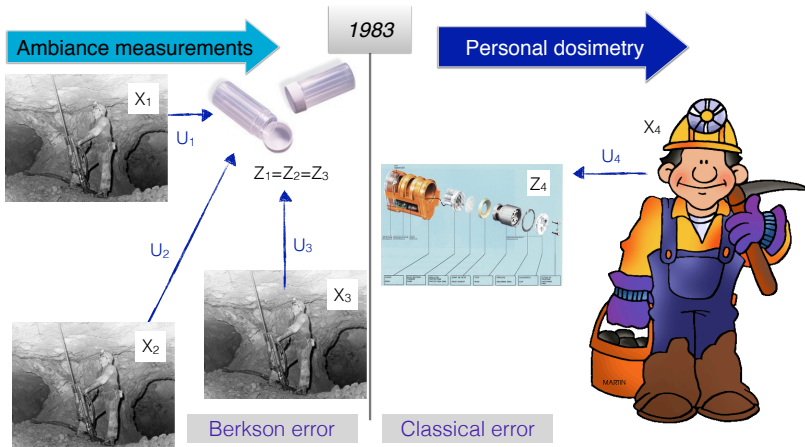 Ambiance measurements
1983
Personal dosimetry
X1
U1
Z1=Z2=Z3
U2
U3
X2
X3
Berkson error
X4
U4
Z4
MARTIN
Classical error